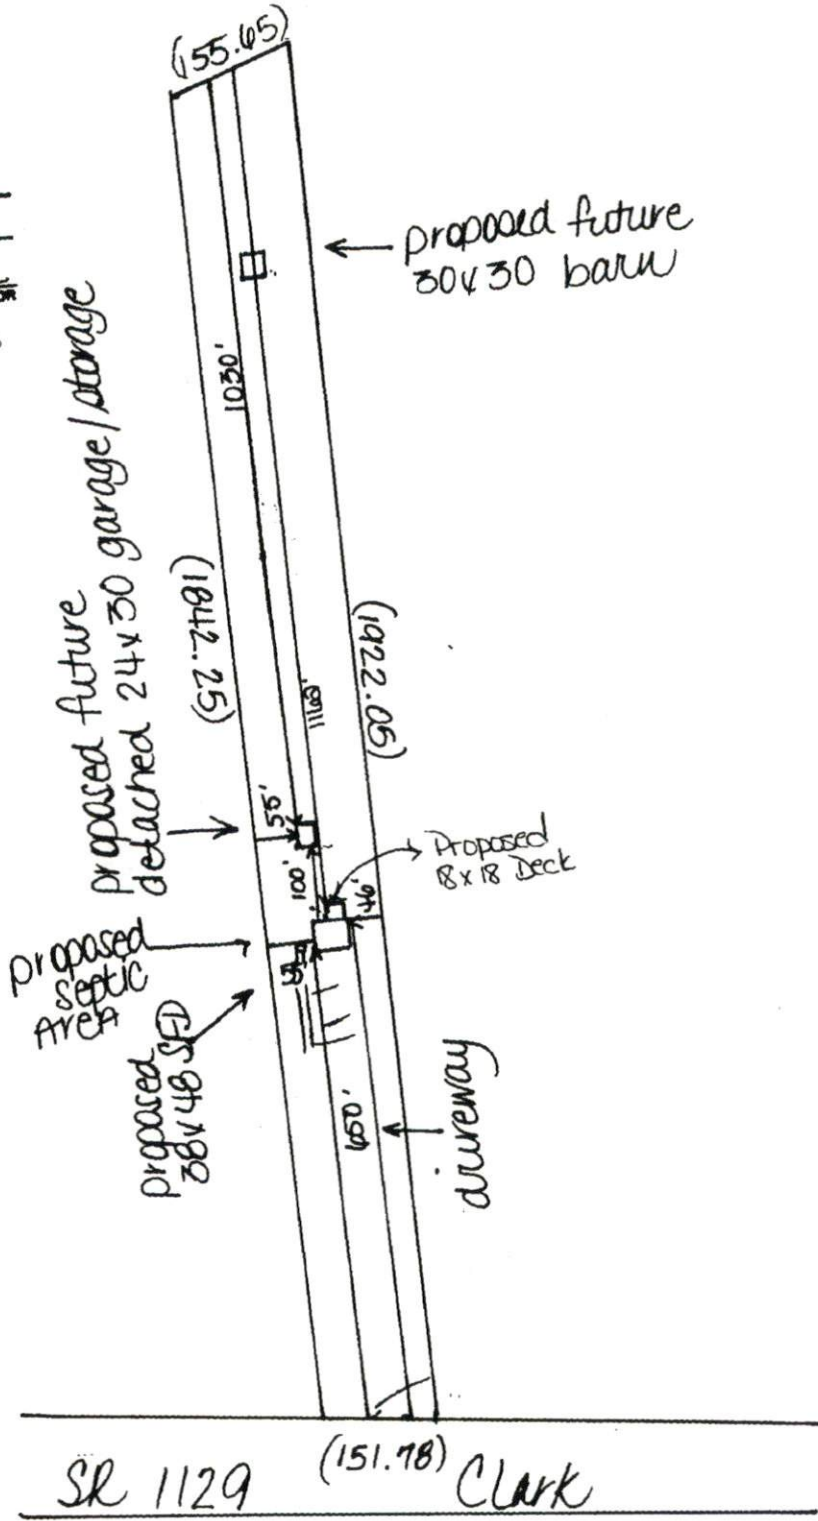 (155.65)
proposed future
30x30 barn
1030'
proposed future
detached 24x30 garage/storage
(1842.25)
(1922.05)
55'
100'
Proposed
18x18 Deck
46'
proposed
septic
Area
proposed
38x48 SFD
650'
driveway
(151.78)
SR 1129 Clark